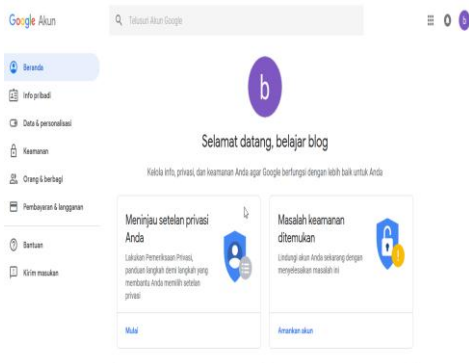 Google Akun
Telusuri Akun Google
b
Beranda
Info pribadi
Data & personalisasi
Keamanan
Orang & berbagi
Pembayaran & langganan
Bantuan
Kirim masukan
b
Selamat datang, belajar blog
Kelola info, privasi, dan keamanan Anda agar Google berfungsi dengan lebih baik untuk Anda
Meninjau setelan privasi
Anda
Lakukan Pemeriksaan Privasi,
panduan langkah demi langkah yang
membantu Anda memilih setelan
privasi
Mulai
Masalah keamanan
ditemukan
Lindungi akun Anda sekarang dengan
menyelesaikan masalah ini
Amankan akun